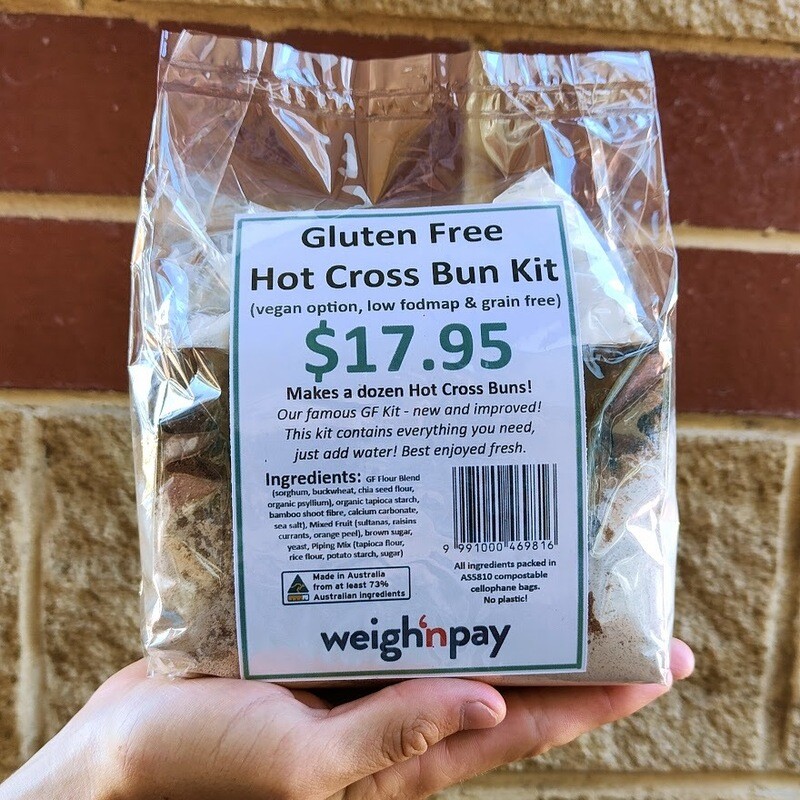 Gluten Free
Hot Cross Bun Kit
(vegan option, low fodmap & grain free)
$17.95
Makes a dozen Hot Cross Buns!
Our famous GF Kit - new and improved!
This kit contains everything you need,
just add water! Best enjoyed fresh.
Ingredients: GF Flour Blend
(sorghum, buckwheat, chia seed flour,
organic psyllium), organic tapioca starch,
bamboo shoot fibre, calcium carbonate,
sea salt), Mixed Fruit (sultanas, raisins
currants, orange peel), brown sugar,
yeast, Piping Mix (tapioca flour,
rice flour, potato starch, sugar)
9 991000 469816
All ingredients packed in
AS5810 compostable
cellophane bags.
No plastic!
Made in Australia
from at least 73%
Australian ingredients
weigh'npay